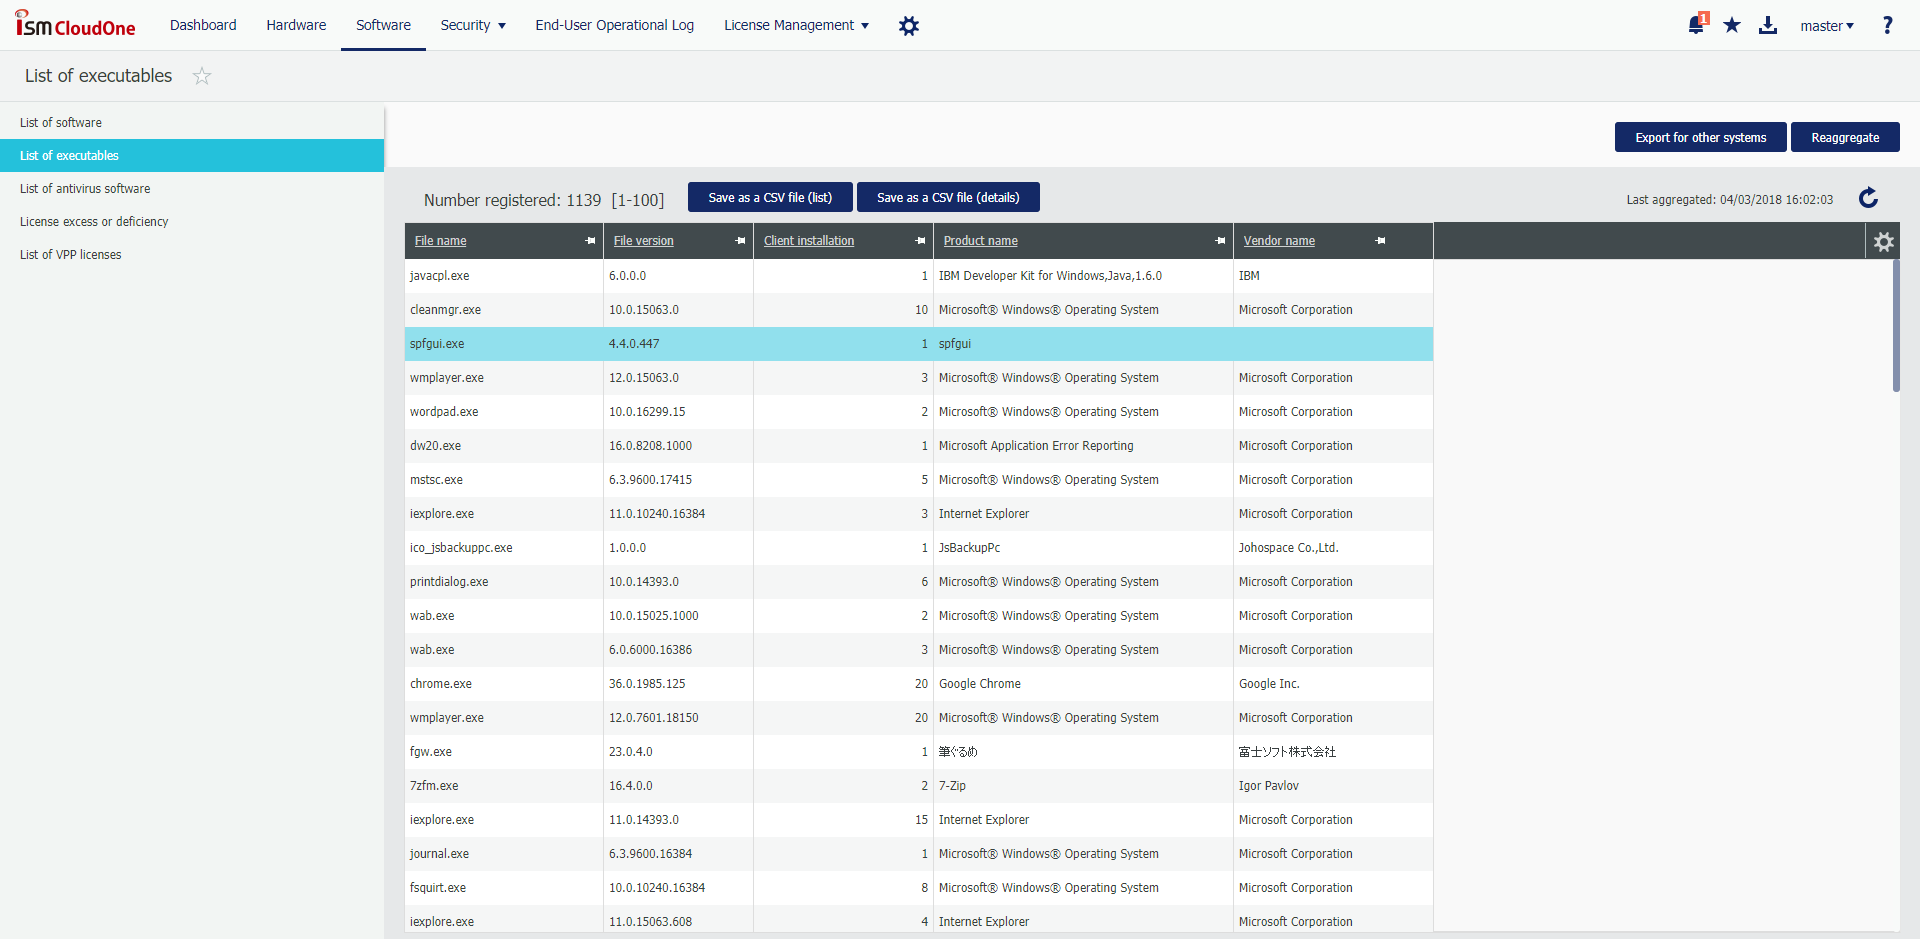 ISM CloudOne Dashboard Hardware Software Security End-User Operational Log License Management 1 master ?
List of executables
List of software
List of executables
List of antivirus software
License excess or deficiency
List of VPP licenses
Export for other systems Reaggregate
Number registered: 1139 [1-100] Save as a CSV file (list) Save as a CSV file (details) Last aggregated: 04/03/2018 16:02:03
File name File version Client installation Product name Vendor name
javacpl.exe 6.0.0.0 1 IBM Developer Kit for Windows,Java,1.6.0 IBM
cleanmgr.exe 10.0.15063.0 10 Microsoft® Windows® Operating System Microsoft Corporation
spfgui.exe 4.4.0.447 1 spfgui
wmplayer.exe 12.0.15063.0 3 Microsoft® Windows® Operating System Microsoft Corporation
wordpad.exe 10.0.16299.15 2 Microsoft® Windows® Operating System Microsoft Corporation
dw20.exe 16.0.8208.1000 1 Microsoft Application Error Reporting Microsoft Corporation
mstsc.exe 6.3.9600.17415 5 Microsoft® Windows® Operating System Microsoft Corporation
iexplore.exe 11.0.10240.16384 3 Internet Explorer Microsoft Corporation
ico_jsbackuppc.exe 1.0.0.0 1 JsBackupPc Johospace Co.,Ltd.
printdialog.exe 10.0.14393.0 6 Microsoft® Windows® Operating System Microsoft Corporation
wab.exe 10.0.15025.1000 2 Microsoft® Windows® Operating System Microsoft Corporation
wab.exe 6.0.6000.16386 3 Microsoft® Windows® Operating System Microsoft Corporation
chrome.exe 36.0.1985.125 20 Google Chrome Google Inc.
wmplayer.exe 12.0.7601.18150 20 Microsoft® Windows® Operating System Microsoft Corporation
fgw.exe 23.0.4.0 1 筆ぐるめ 富士ソフト株式会社
7zfm.exe 16.4.0.0 2 7-Zip Igor Pavlov
iexplore.exe 11.0.14393.0 15 Internet Explorer Microsoft Corporation
journal.exe 6.3.9600.16384 1 Microsoft® Windows® Operating System Microsoft Corporation
fsquirt.exe 10.0.10240.16384 8 Microsoft® Windows® Operating System Microsoft Corporation
iexplore.exe 11.0.15063.608 4 Internet Explorer Microsoft Corporation